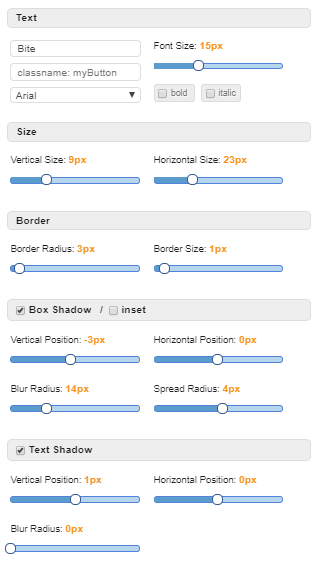 Text
Bite
Font Size: 15px
classname: myButton
Arial
bold
italic
Size
Vertical Size: 9px
Horizontal Size: 23px
Border
Border Radius: 3px
Border Size: 1px
Box Shadow / inset
Vertical Position: -3px
Horizontal Position: 0px
Blur Radius: 14px
Spread Radius: 4px
Text Shadow
Vertical Position: 1px
Horizontal Position: 0px
Blur Radius: 0px